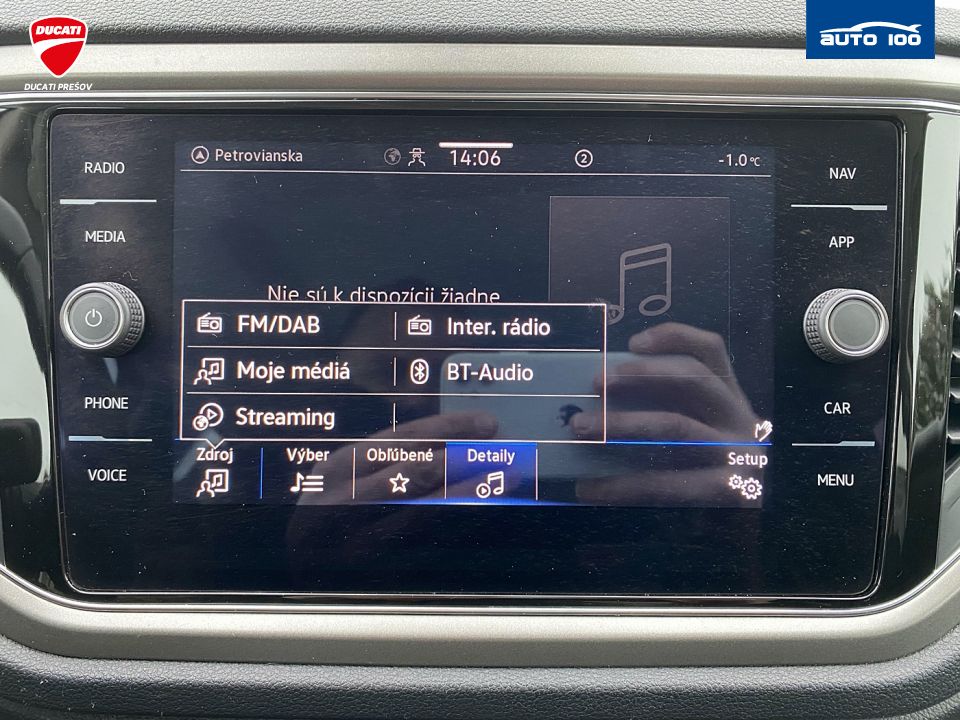 DUCATI
DUCATI PREŠOV
AUTO 100
RADIO
MEDIA
PHONE
VOICE
NAV
APP
CAR
MENU
Petrovianska
14:06
2
-1.0°C
Nie sú k dispozícii žiadne
FM/DAB
Inter. rádio
Moje médiá
BT-Audio
Streaming
Zdroj
Výber
Obľúbené
Detaily
Setup